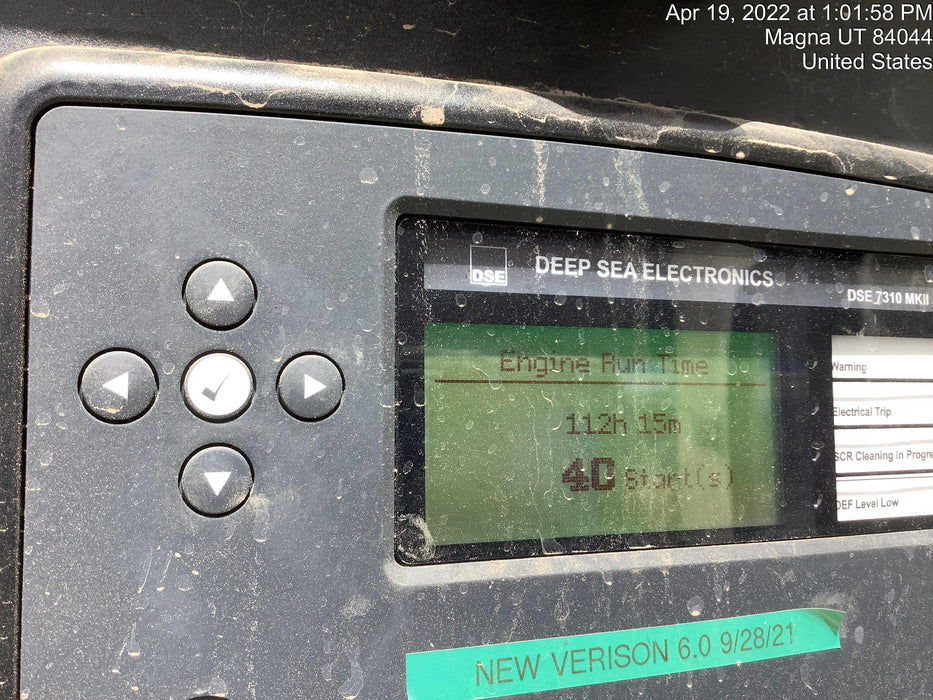 Apr 19, 2022 at 1:01:58 PM
Magna UT 84044
United States
DSE
DEEP SEA ELECTRONICS
DSE 7310 MKII
Engine Run Time
112h 15m
40 Start(s)
Warning
Electrical Trip
SCR Cleaning in Progre
DEF Level Low
NEW VERISON 6.0 9/28/21